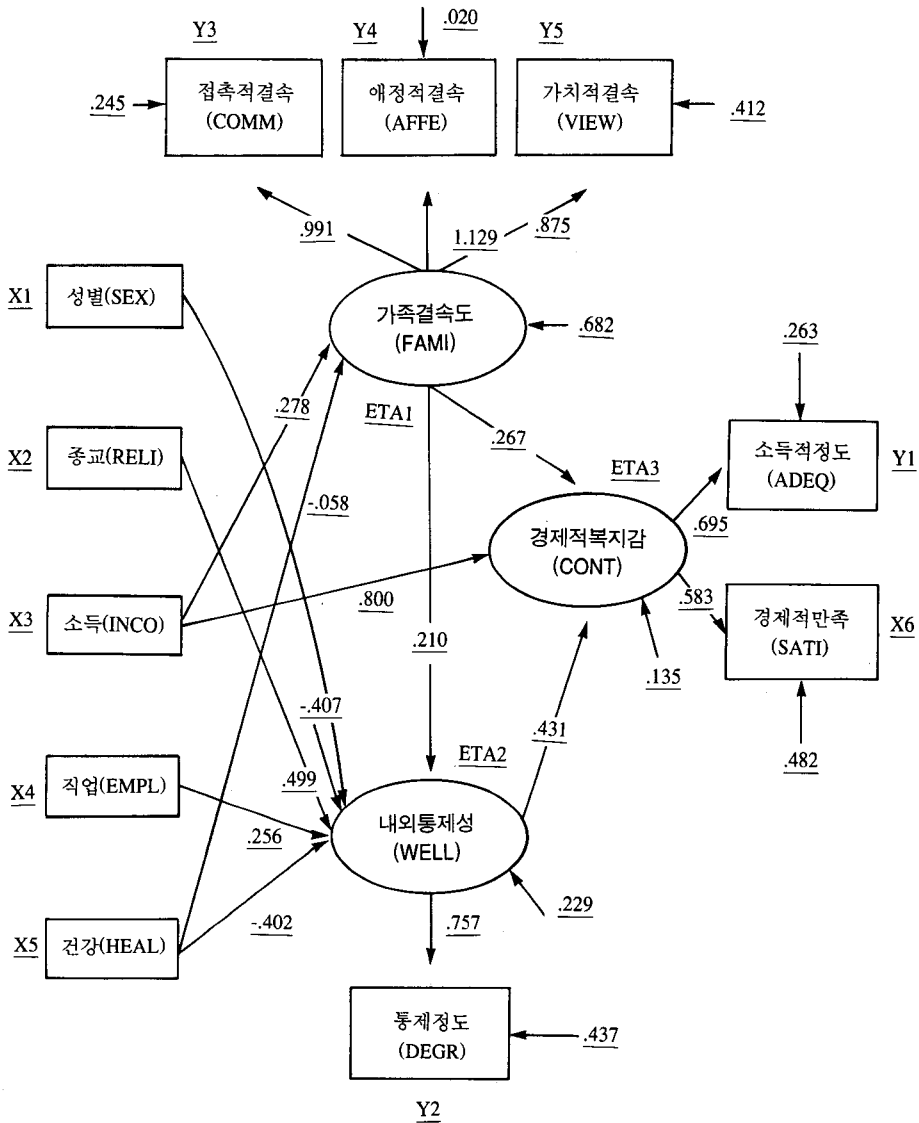 Y3
Y4
.020
Y5
.245
접촉적결속
(COMM)
애정적결속
(AFFE)
가치적결속
(VIEW)
.412
.991
1.129
.875
X1
성별(SEX)
가족결속도
(FAMI)
.682
.263
.278
ETA1
.267
X2
종교(RELI)
ETA3
소득적정도
(ADEQ)
Y1
-.058
.695
경제적복지감
(CONT)
X3
소득(INCO)
.800
.583
경제적만족
(SATI)
X6
.210
.135
-.407
.431
.482
ETA2
X4
직업(EMPL)
.499
내외통제성
(WELL)
.256
X5
건강(HEAL)
-.402
.757
.229
통제정도
(DEGR)
.437
Y2